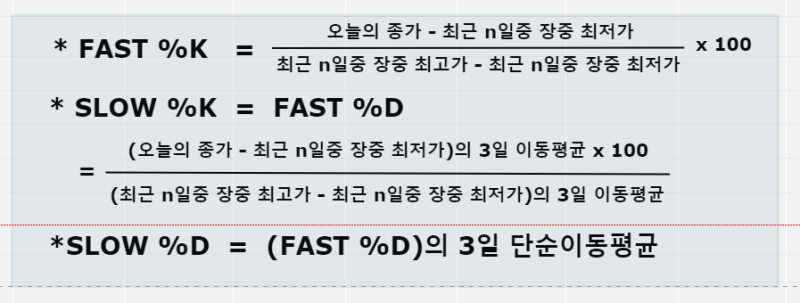 오늘의 종가 - 최근 n일중 장중 최저가
* FAST %K = x 100
최근 n일중 장중 최고가 - 최근 n일중 장중 최저가
* SLOW %K = FAST %D
(오늘의 종가 - 최근 n일중 장중 최저가)의 3일 이동평균 x 100
=
(최근 n일중 장중 최고가 - 최근 n일중 장중 최저가)의 3일 이동평균
*SLOW %D = (FAST %D)의 3일 단순이동평균